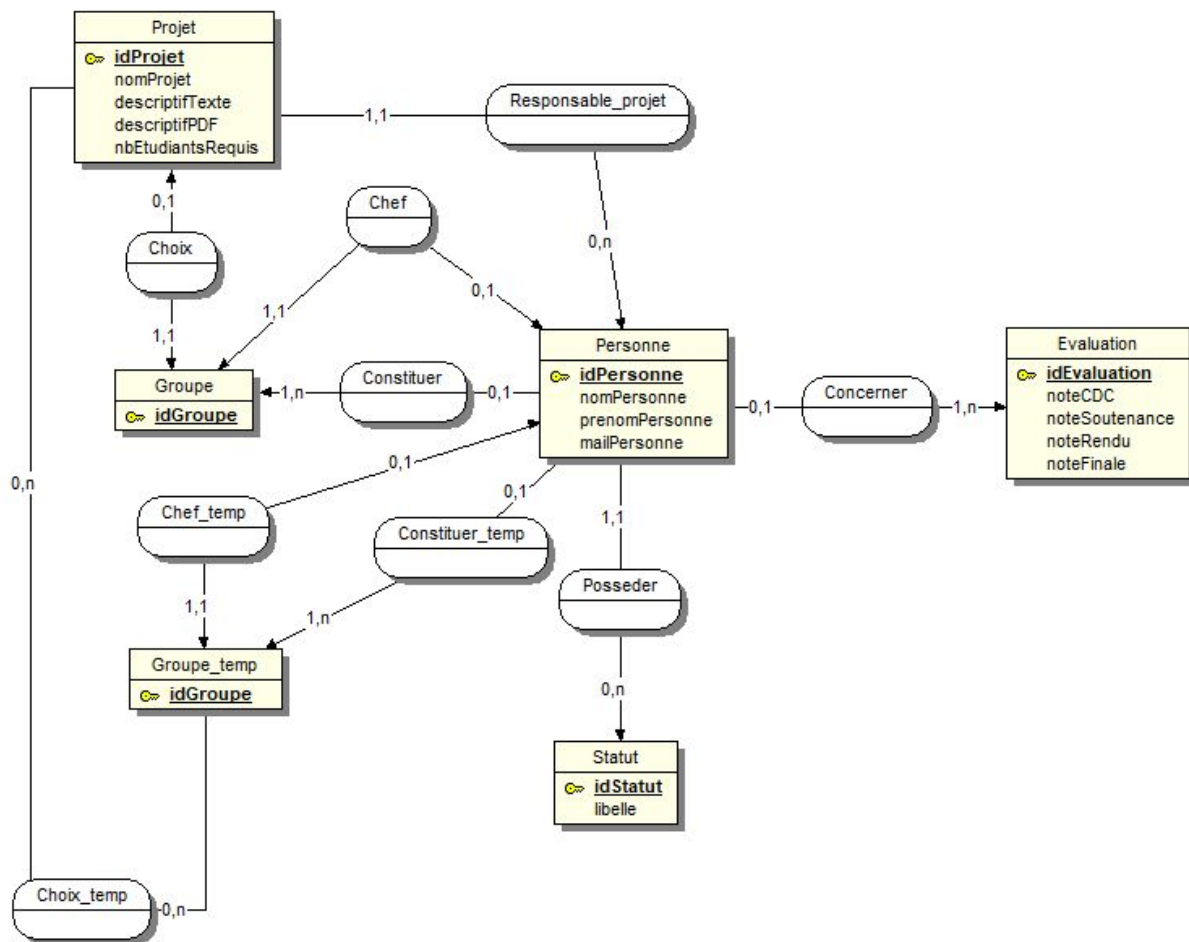 Projet
idProjet
nomProjet
descriptifTexte
descriptifPDF
nbEtudiantsRequis
1,1
Responsable_projet
0,1
Chef
0,n
Choix
0,1
1,1
1,1
Personne
idPersonne
nomPersonne
prenomPersonne
mailPersonne
Evaluation
idEvaluation
noteCDC
noteSoutenance
noteRendu
noteFinale
Groupe
idGroupe
1,n
Constituer
0,1
0,1
Concerner
1,n
0,n
0,1
0,1
Chef_temp
Constituer_temp
1,1
Posseder
1,1
1,n
Groupe_temp
idGroupe
0,n
Statut
idStatut
libelle
Choix_temp
0,n